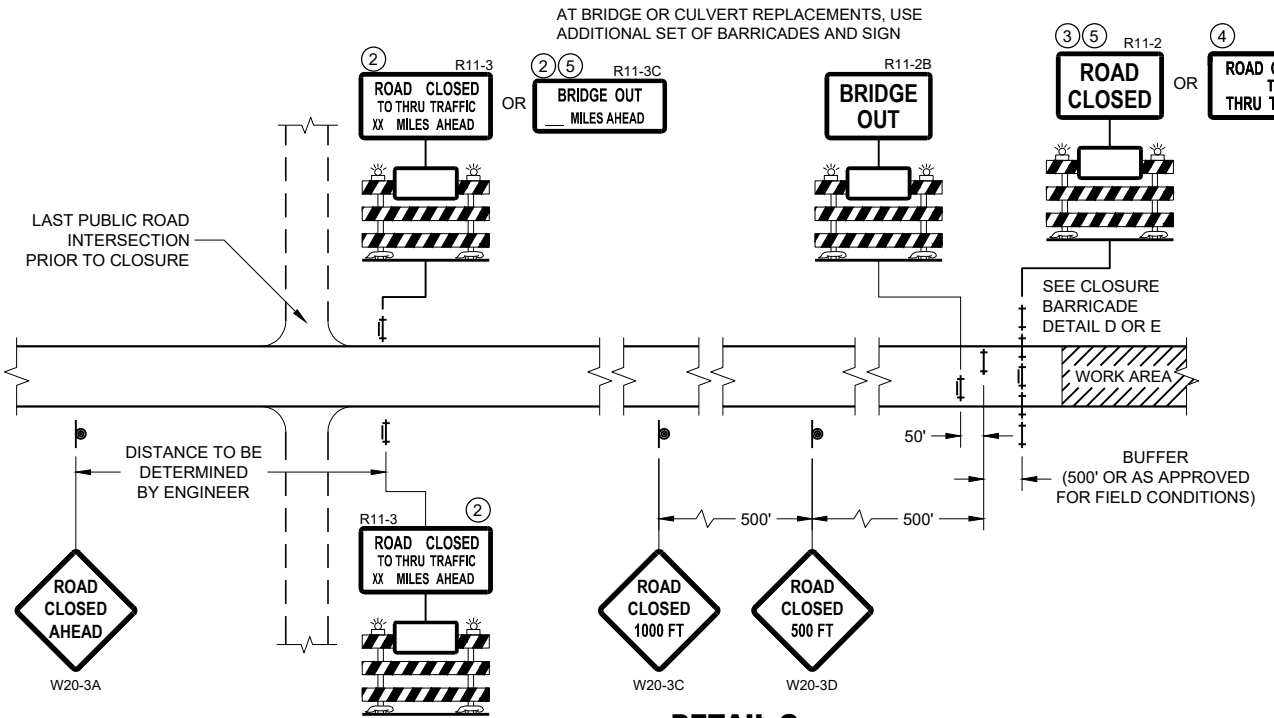 AT BRIDGE OR CULVERT REPLACEMENTS, USE
ADDITIONAL SET OF BARRICADES AND SIGN
2
R11-3
ROAD CLOSED
TO THRU TRAFFIC
XX MILES AHEAD
OR
2 5
R11-3C
BRIDGE OUT
___ MILES AHEAD
R11-2B
BRIDGE
OUT
3 5
R11-2
ROAD
CLOSED
OR
4
ROAD
THRU
LAST PUBLIC ROAD
INTERSECTION
PRIOR TO CLOSURE
SEE CLOSURE
BARRICADE
DETAIL D OR E
WORK AREA
DISTANCE TO BE
DETERMINED
BY ENGINEER
50'
BUFFER
(500' OR AS APPROVED
FOR FIELD CONDITIONS)
500'
500'
R11-3
2
ROAD CLOSED
TO THRU TRAFFIC
XX MILES AHEAD
ROAD
CLOSED
AHEAD
W20-3A
ROAD
CLOSED
1000 FT
W20-3C
ROAD
CLOSED
500 FT
W20-3D